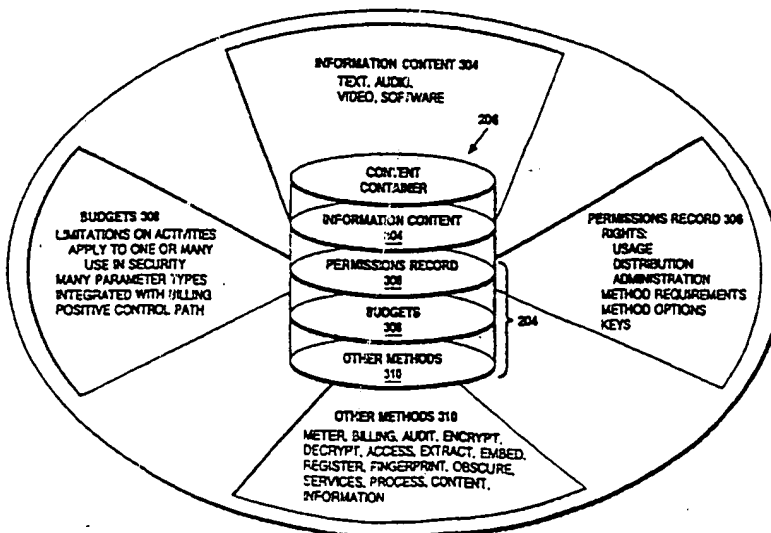 INFORMATION CONTENT 304
TEXT, AUDIO,
VIDEO, SOFTWARE
206
CONTENT
CONTAINER
INFORMATION CONTENT
304
PERMISSIONS RECORD
308
BUDGETS
308
OTHER METHODS
310
204
BUDGETS 308
LIMITATIONS ON ACTIVITIES
APPLY TO ONE OR MANY
USE IN SECURITY
MANY PARAMETER TYPES
INTEGRATED WITH BILLING
POSITIVE CONTROL PATH
PERMISSIONS RECORD 306
RIGHTS:
USAGE
DISTRIBUTION
ADMINISTRATION
METHOD REQUIREMENTS
METHOD OPTIONS
KEYS
OTHER METHODS 310
METER, BILLING, AUDIT, ENCRYPT,
DECRYPT, ACCESS, EXTRACT, EMBED,
REGISTER, FINGERPRINT, OBSCURE,
SERVICES, PROCESS, CONTENT,
INFORMATION